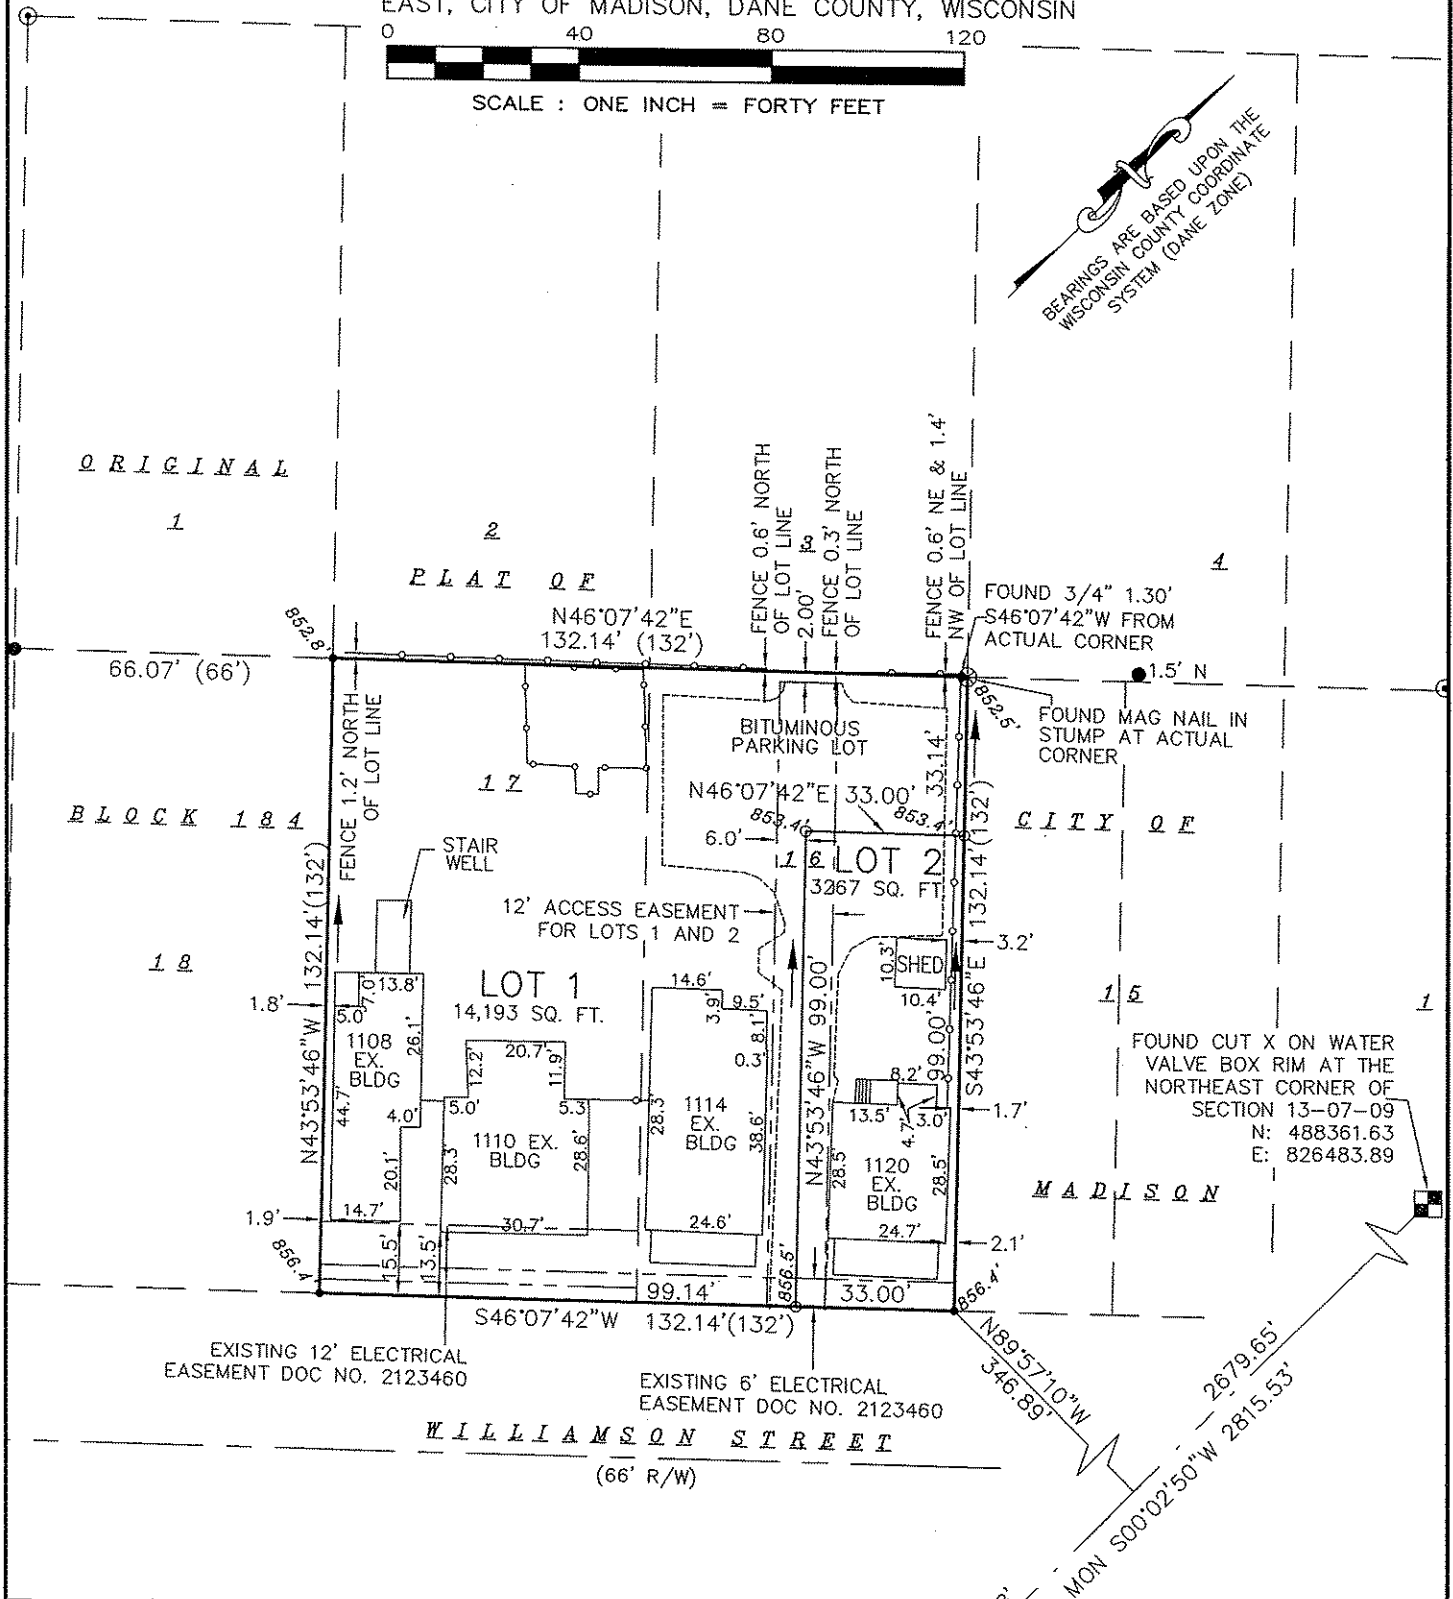 EAST, CITY OF MADISON, DANE COUNTY, WISCONSIN
0 40 80 120
SCALE : ONE INCH = FORTY FEET
BEARINGS ARE BASED UPON THE
WISCONSIN COUNTY COORDINATE
SYSTEM (DANE ZONE)
ORIGINAL
1
2
PLAT OF
3
4
N46°07'42"E
132.14' (132')
852.8'
66.07' (66')
FENCE 0.6' NORTH
OF LOT LINE
2.00'
FENCE 0.3' NORTH
OF LOT LINE
FENCE 0.6' NE & 1.4'
NW OF LOT LINE
FOUND 3/4" 1.30'
S46°07'42"W FROM
ACTUAL CORNER
1.5' N
852.5'
FOUND MAG NAIL IN
STUMP AT ACTUAL
CORNER
FENCE 1.2' NORTH
OF LOT LINE
BITUMINOUS
PARKING LOT
33.14'
17
N46°07'42"E 33.00'
853.4'
853.4'
BLOCK 184
CITY OF
6.0'
16
LOT 2
3267 SQ. FT
STAIR
WELL
12' ACCESS EASEMENT
FOR LOTS 1 AND 2
18
N43°53'46"W 132.14'(132')
S43°53'46"E 132.14'(132')
99.00'
N43°53'46"W 99.00'
3.2'
10.3'
SHED
10.4'
15
1
LOT 1
14,193 SQ. FT.
1.8'
7.0'
13.8'
5.0'
1108
EX.
BLDG
26.1'
44.7'
4.0'
20.1'
14.7'
1.9'
20.7'
12.2'
11.9'
5.0'
5.3'
1110 EX.
BLDG
28.3'
28.6'
30.7'
14.6'
3.9'
9.5'
8.1'
0.3'
28.3'
1114
EX.
BLDG
38.6'
24.6'
8.2'
13.5'
4.7'
3.0'
1.7'
28.5'
1120
EX.
BLDG
28.5'
24.7'
2.1'
FOUND CUT X ON WATER
VALVE BOX RIM AT THE
NORTHEAST CORNER OF
SECTION 13-07-09
N: 488361.63
E: 826483.89
MADISON
856.4
15.5'
13.5'
99.14'
856.5'
33.00'
856.4'
S46°07'42"W 132.14'(132')
EXISTING 12' ELECTRICAL
EASEMENT DOC NO. 2123460
EXISTING 6' ELECTRICAL
EASEMENT DOC NO. 2123460
N89°57'10"W
346.89'
2679.65'
MON S00°02'50"W 2815.53'
WILLIAMSON STREET
(66' R/W)